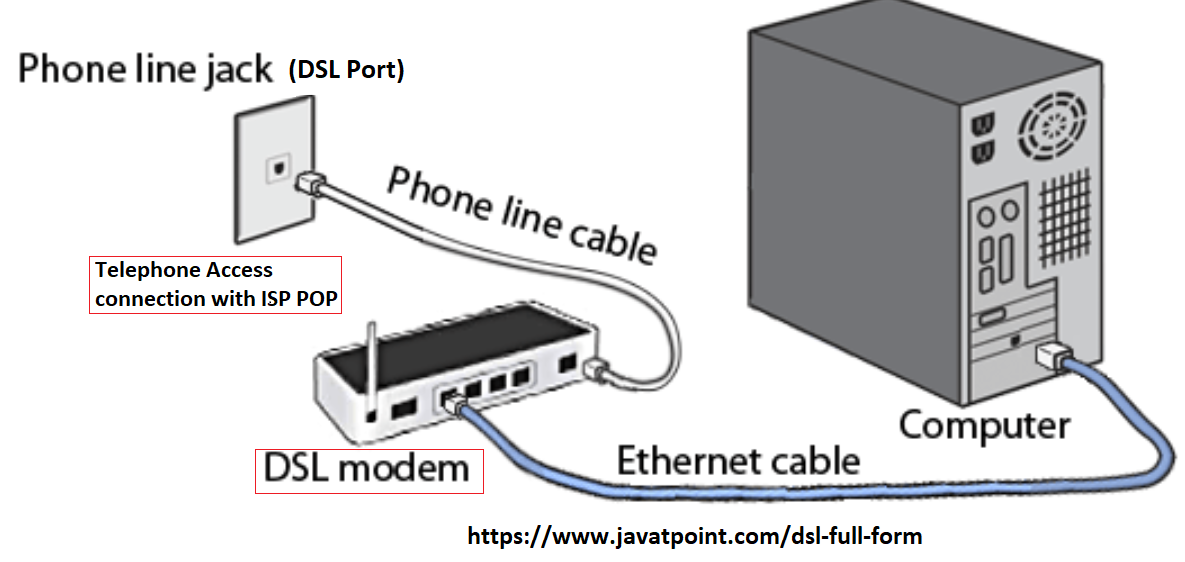 Phone line jack (DSL Port)
Phone line cable
Telephone Access
connection with ISP POP
DSL modem
Ethernet cable
Computer
https://www.javatpoint.com/dsl-full-form